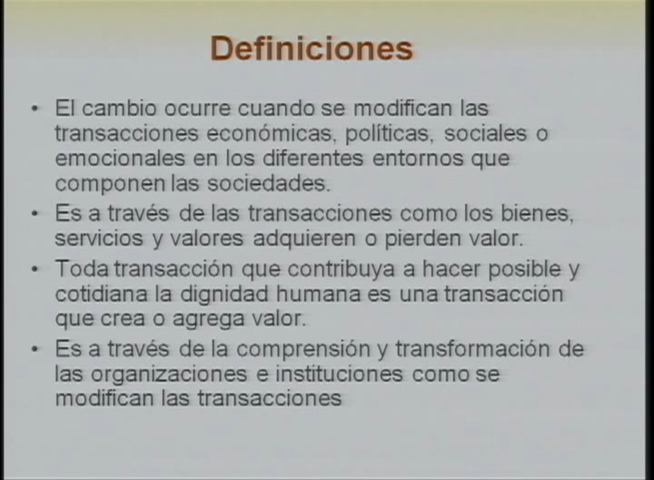 Definiciones
• El cambio ocurre cuando se modifican las
transacciones económicas, políticas, sociales o
emocionales en los diferentes entornos que
componen las sociedades.
• Es a través de las transacciones como los bienes,
servicios y valores adquieren o pierden valor.
• Toda transacción que contribuya a hacer posible y
cotidiana la dignidad humana es una transacción
que crea o agrega valor.
• Es a través de la comprensión y transformación de
las organizaciones e instituciones como se
modifican las transacciones